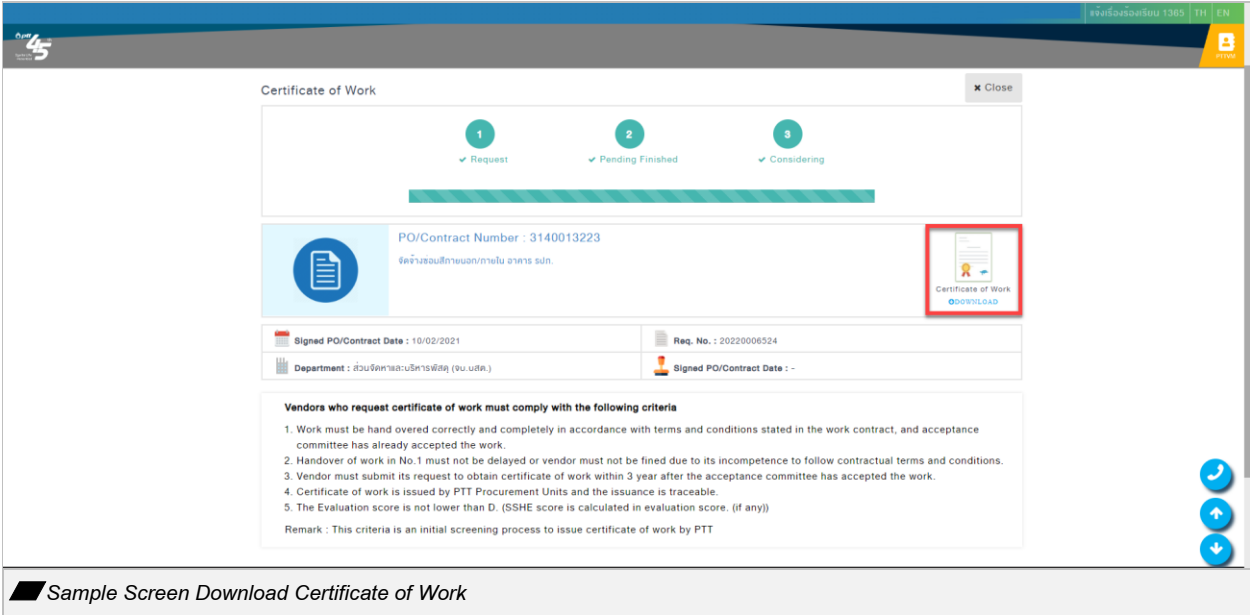 แจ้งเรื่องร้องเรียน 1365 TH EN
ptt
45
PTTVM
Certificate of Work
✖ Close
1 2 3
✔ Request ✔ Pending Finished ✔ Considering
PO/Contract Number : 3140013223
จัดจ้างซ่อมสีภายนอก/ภายใน อาคาร รปภ.
Certificate of Work
DOWNLOAD
Signed PO/Contract Date : 10/02/2021 Req. No. : 20220006524
Department : ส่วนจัดหาและบริหารพัสดุ (จบ.บสค.) Signed PO/Contract Date : -
Vendors who request certificate of work must comply with the following criteria
1. Work must be hand overed correctly and completely in accordance with terms and conditions stated in the work contract, and acceptance
committee has already accepted the work.
2. Handover of work in No.1 must not be delayed or vendor must not be fined due to its incompetence to follow contractual terms and conditions.
3. Vendor must submit its request to obtain certificate of work within 3 year after the acceptance committee has accepted the work.
4. Certificate of work is issued by PTT Procurement Units and the issuance is traceable.
5. The Evaluation score is not lower than D. (SSHE score is calculated in evaluation score. (if any))
Remark : This criteria is an initial screening process to issue certificate of work by PTT
Sample Screen Download Certificate of Work